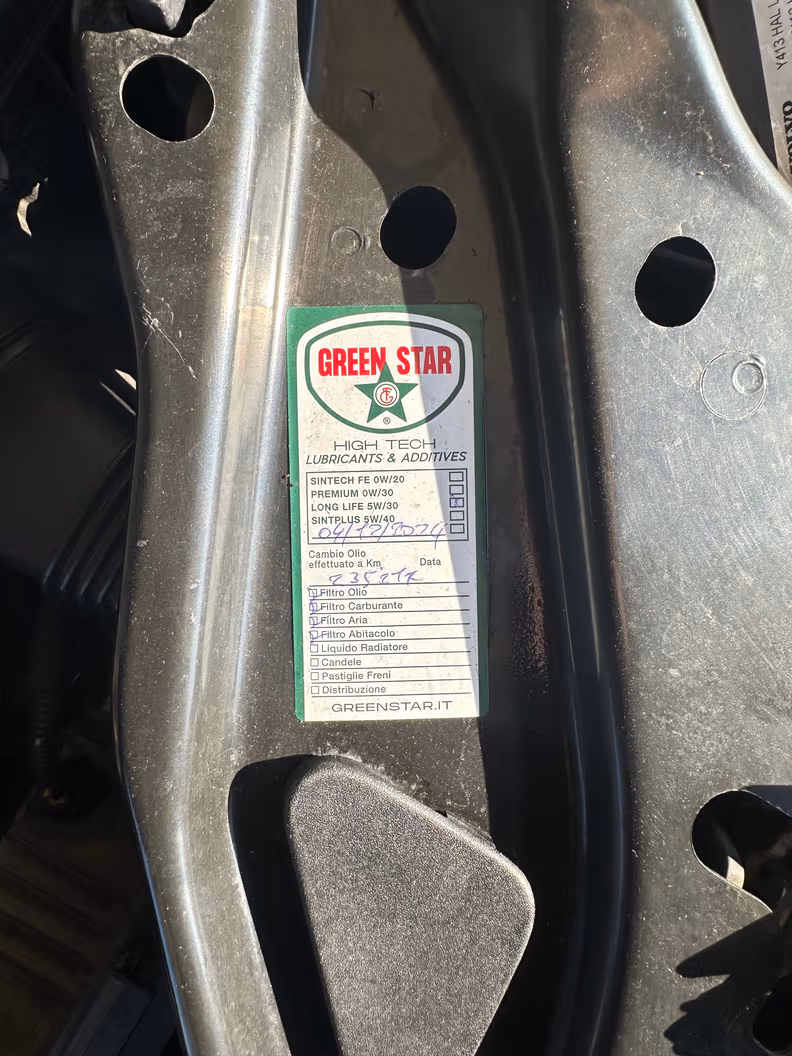 Y413 HAL L
GREEN STAR
®
HIGH TECH
LUBRICANTS & ADDITIVES
SINTECH FE 0W/20
PREMIUM 0W/30
LONG LIFE 5W/30
SINTPLUS 5W/40
04/12/2024
Cambio Olio
effettuato a Km Data
Filtro Olio
Filtro Carburante
Filtro Aria
Filtro Abitacolo
Liquido Radiatore
Candele
Pastiglie Freni
Distribuzione
GREENSTAR.IT